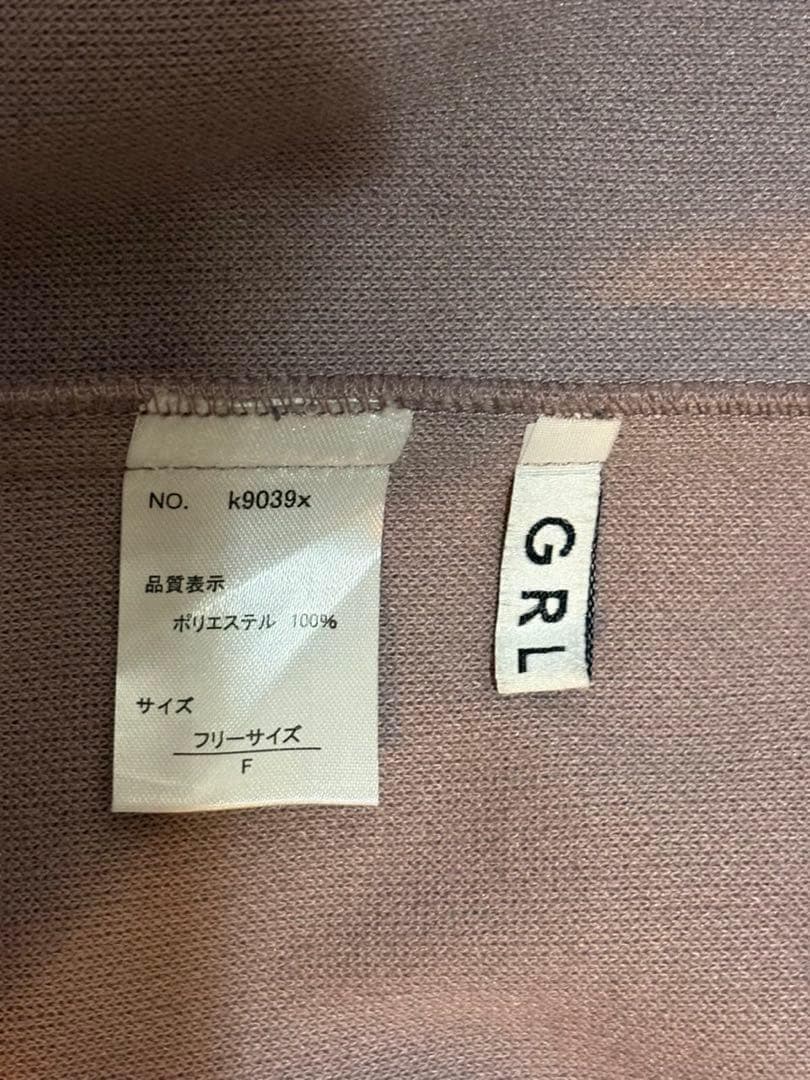 NO. k9039x
品質表示
ポリエステル 100%
サイズ
フリーサイズ
F
GRL